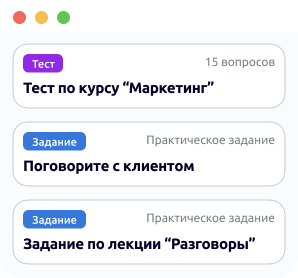 Тест 15 вопросов
Тест по курсу “Маркетинг”
Задание Практическое задание
Поговорите с клиентом
Задание Практическое задание
Задание по лекции “Разговоры”